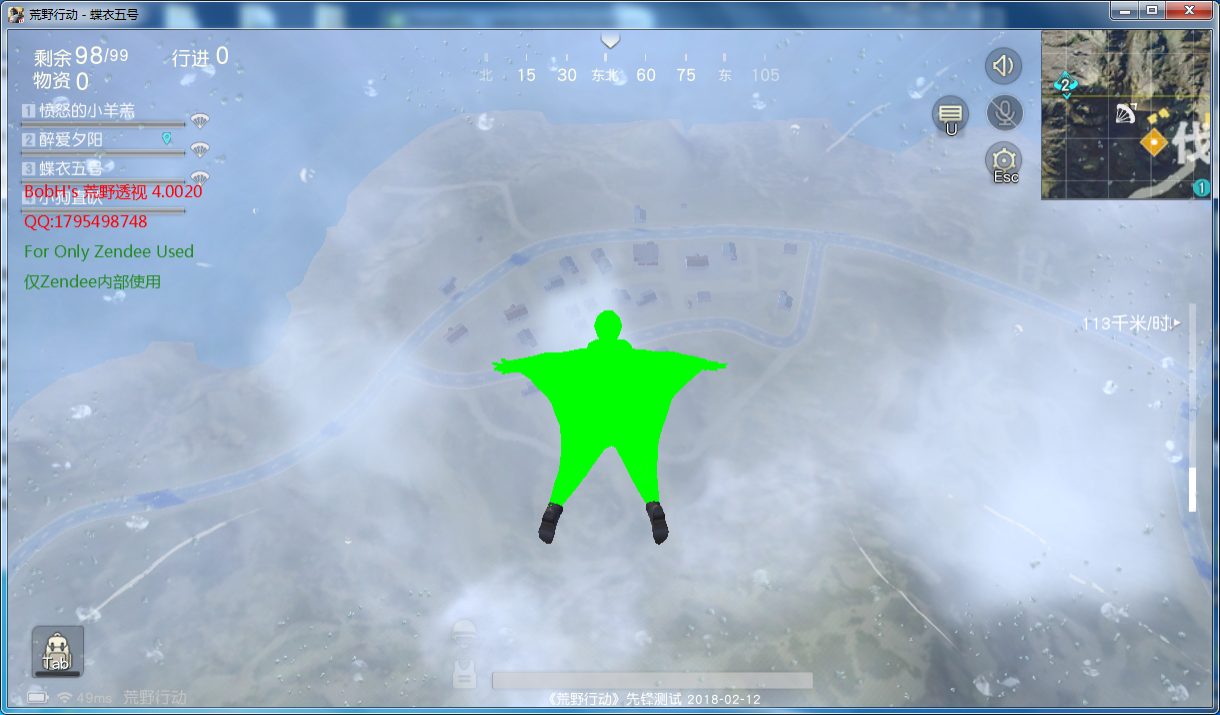 荒野行动 - 蝶衣五号
剩余98/99 行进 0
物资 0
1 愤怒的小羊羔
2 醉爱夕阳
3 蝶衣五号
BobH's 荒野透视 4.0020
QQ:1795498748
For Only Zendee Used
仅Zendee内部使用
北 15 30 东北 60 75 东 105
U
Esc
2
7
伐
1
113千米/时
Tab
49ms 荒野行动
《荒野行动》先锋测试 2018-02-12